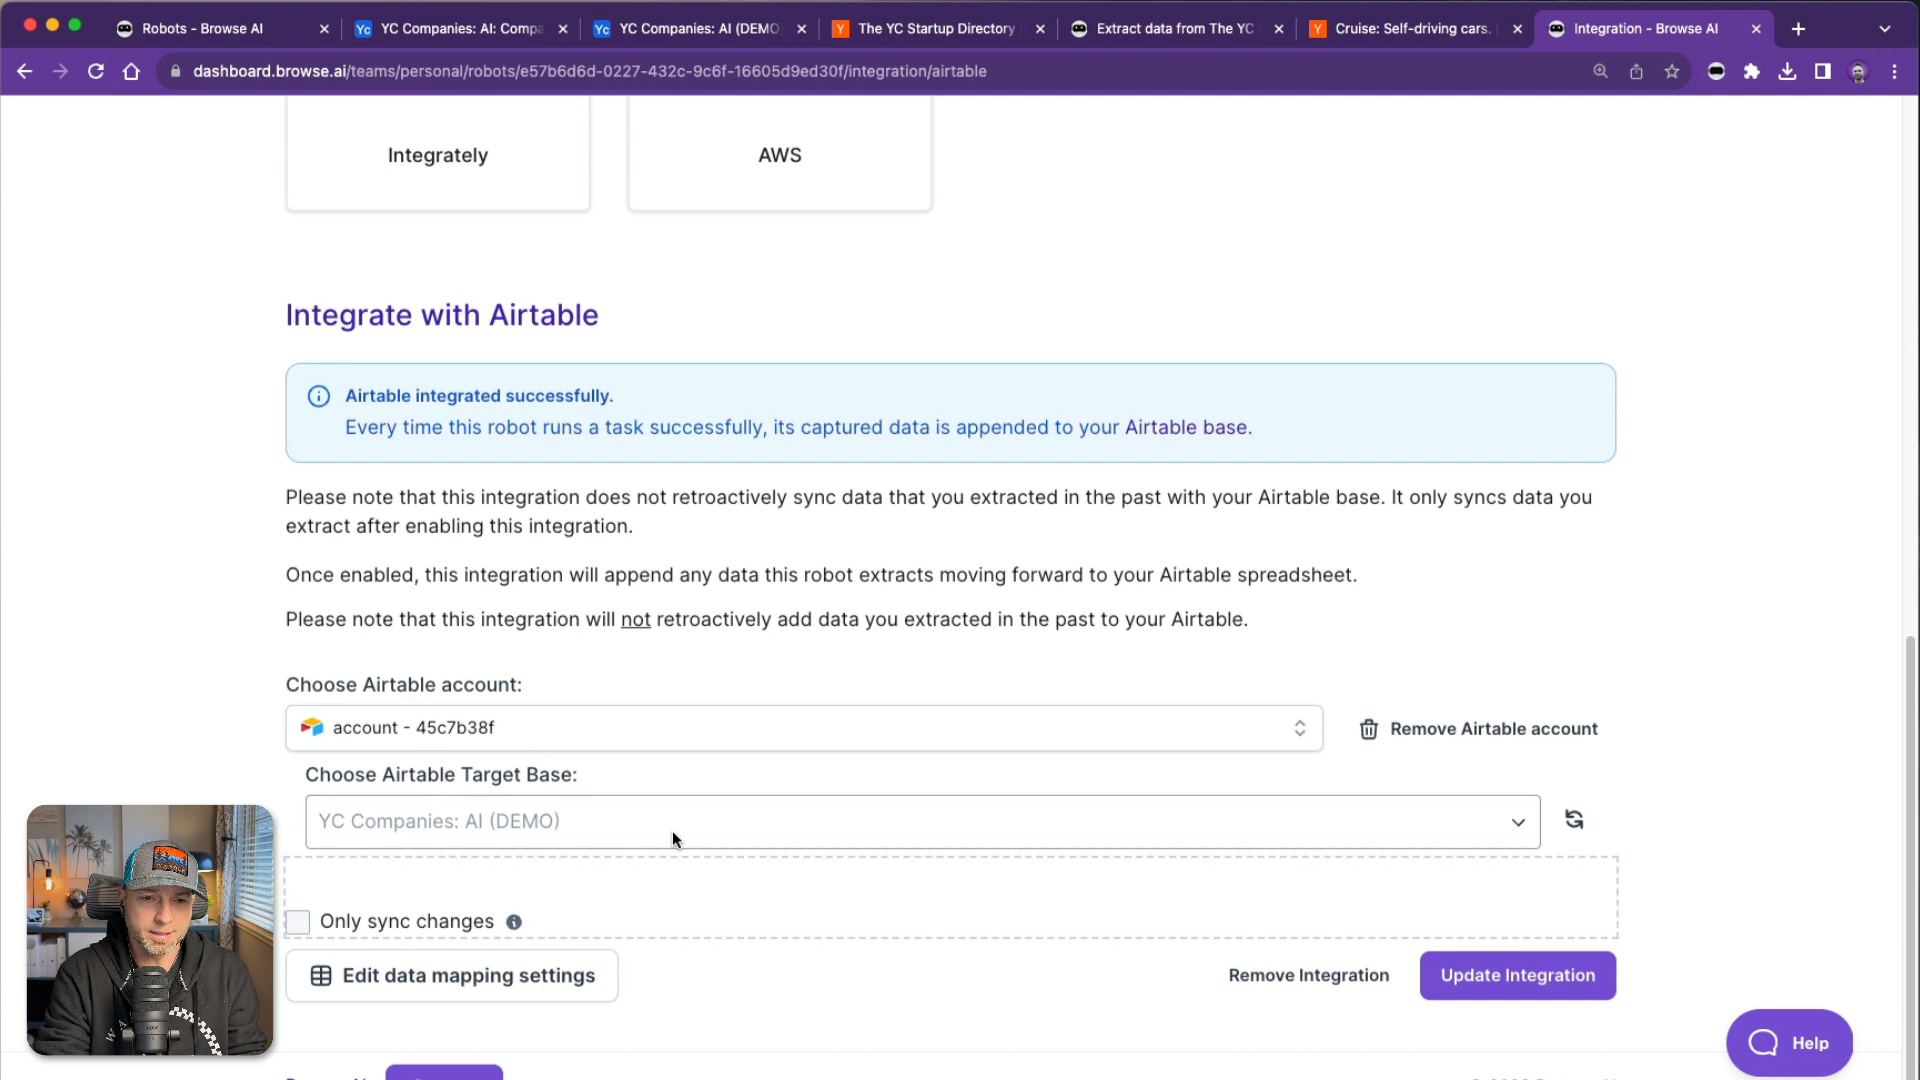 Robots - Browse AI
YC Companies: AI: Compa
YC Companies: AI (DEMO
The YC Startup Directory
Extract data from The YC
Cruise: Self-driving cars.
Integration - Browse AI
dashboard.browse.ai/teams/personal/robots/e57b6d6d-0227-432c-9c6f-16605d9ed30f/integration/airtable
Integrately
AWS
Integrate with Airtable
Airtable integrated successfully.
Every time this robot runs a task successfully, its captured data is appended to your Airtable base.
Please note that this integration does not retroactively sync data that you extracted in the past with your Airtable base. It only syncs data you
extract after enabling this integration.
Once enabled, this integration will append any data this robot extracts moving forward to your Airtable spreadsheet.
Please note that this integration will not retroactively add data you extracted in the past to your Airtable.
Choose Airtable account:
account - 45c7b38f
Remove Airtable account
Choose Airtable Target Base:
YC Companies: AI (DEMO)
Only sync changes
Edit data mapping settings
Remove Integration
Update Integration
Help